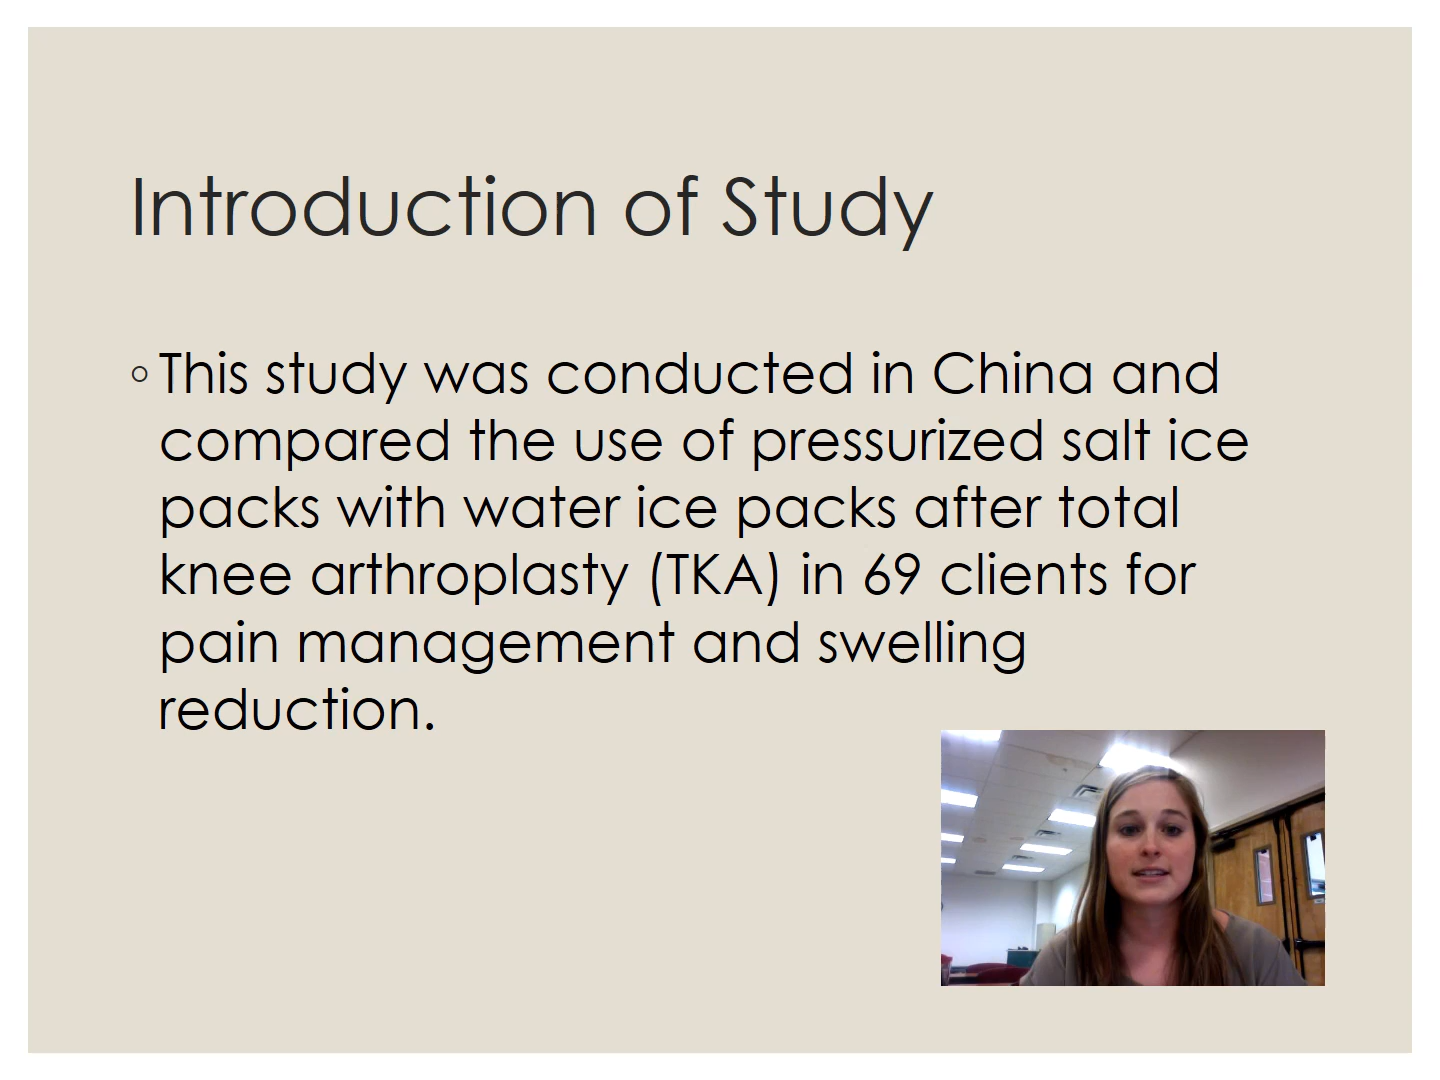 Introduction of Study
◦This study was conducted in China and
compared the use of pressurized salt ice
packs with water ice packs after total
knee arthroplasty (TKA) in 69 clients for
pain management and swelling
reduction.